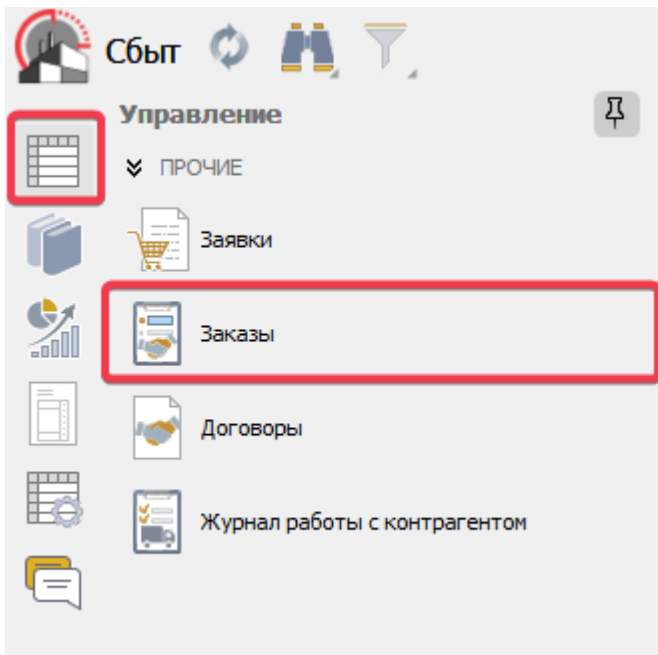 Сбыт
Управление
ПРОЧИЕ
Заявки
Заказы
Договоры
Журнал работы с контрагентом